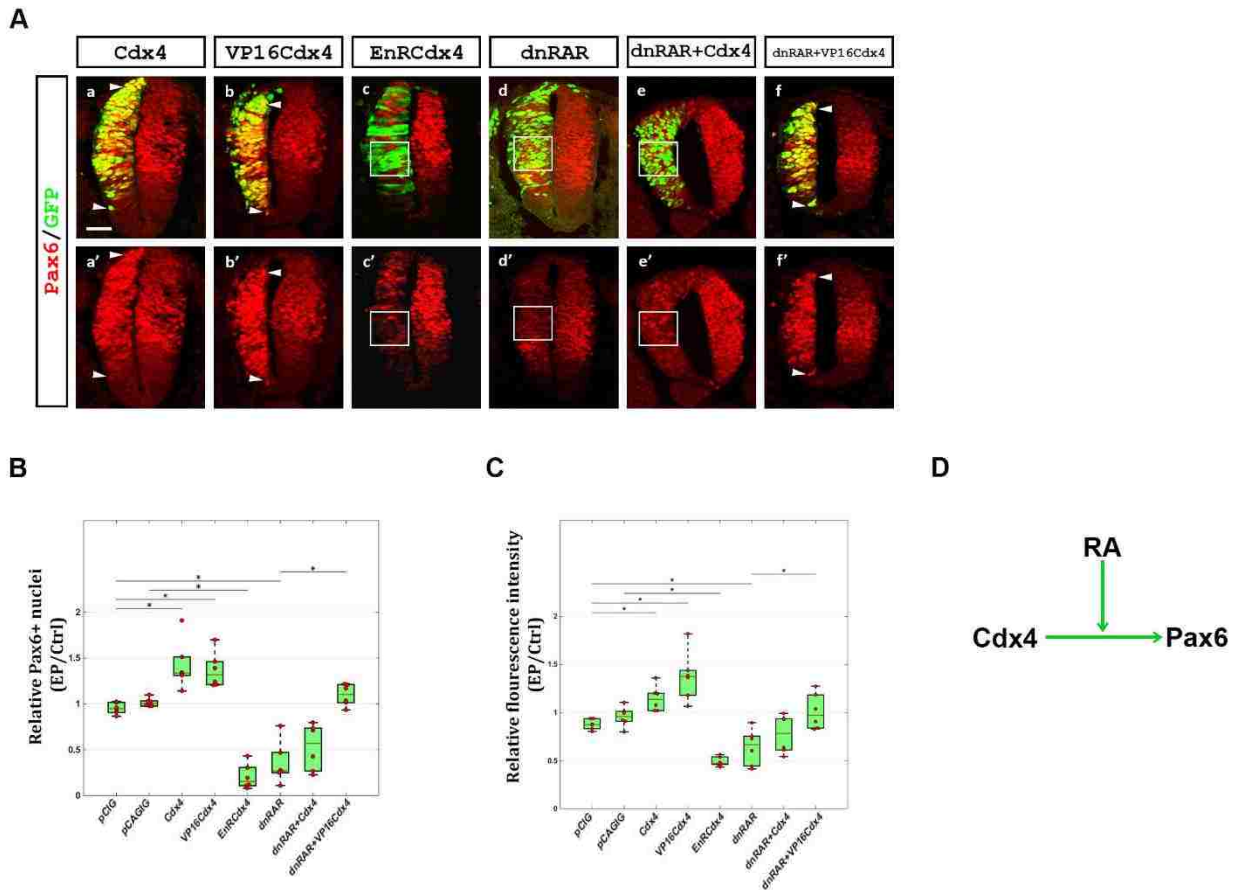 A
Cdx4 VP16Cdx4 EnRCdx4 dnRAR dnRAR+Cdx4 dnRAR+VP16Cdx4
Pax6/GFP
a b c d e f
a' b' c' d' e' f'
B
Relative Pax6+ nuclei
(EP/Ctrl)
2
1.5
1
0.5
0
* * * * *
pCIG pCAGIG Cdx4 VP16Cdx4 EnRCdx4 dnRAR dnRAR+Cdx4 dnRAR+VP16Cdx4
C
Relative flourescence intensity
(EP/Ctrl)
2
1.5
1
0.5
0
* * * * *
pCIG pCAGIG Cdx4 VP16Cdx4 EnRCdx4 dnRAR dnRAR+Cdx4 dnRAR+VP16Cdx4
D
RA
Cdx4 Pax6